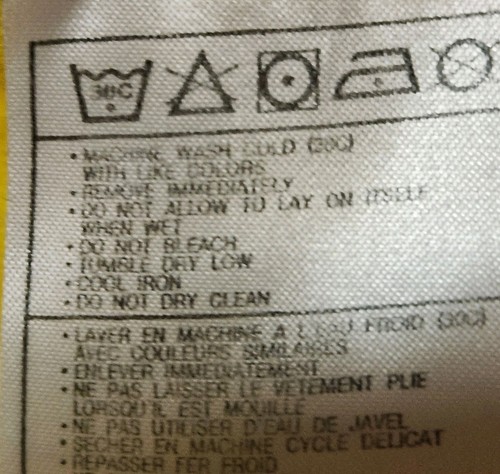 30C
• MACHINE WASH COLD (30C)
WITH LIKE COLORS
• REMOVE IMMEDIATELY
• DO NOT ALLOW TO LAY ON ITSELF
WHEN WET
• DO NOT BLEACH
• TUMBLE DRY LOW
• COOL IRON
• DO NOT DRY CLEAN
• LAVER EN MACHINE A L'EAU FROID (30C)
AVEC COULEURS SIMILAIRES
• ENLEVER IMMEDIATEMENT
• NE PAS LAISSER LE VETEMENT PLIE
LORSQU'IL EST MOUILLE
• NE PAS UTILISER D'EAU DE JAVEL
• SECHER EN MACHINE CYCLE DELICAT
• REPASSER FER FROID